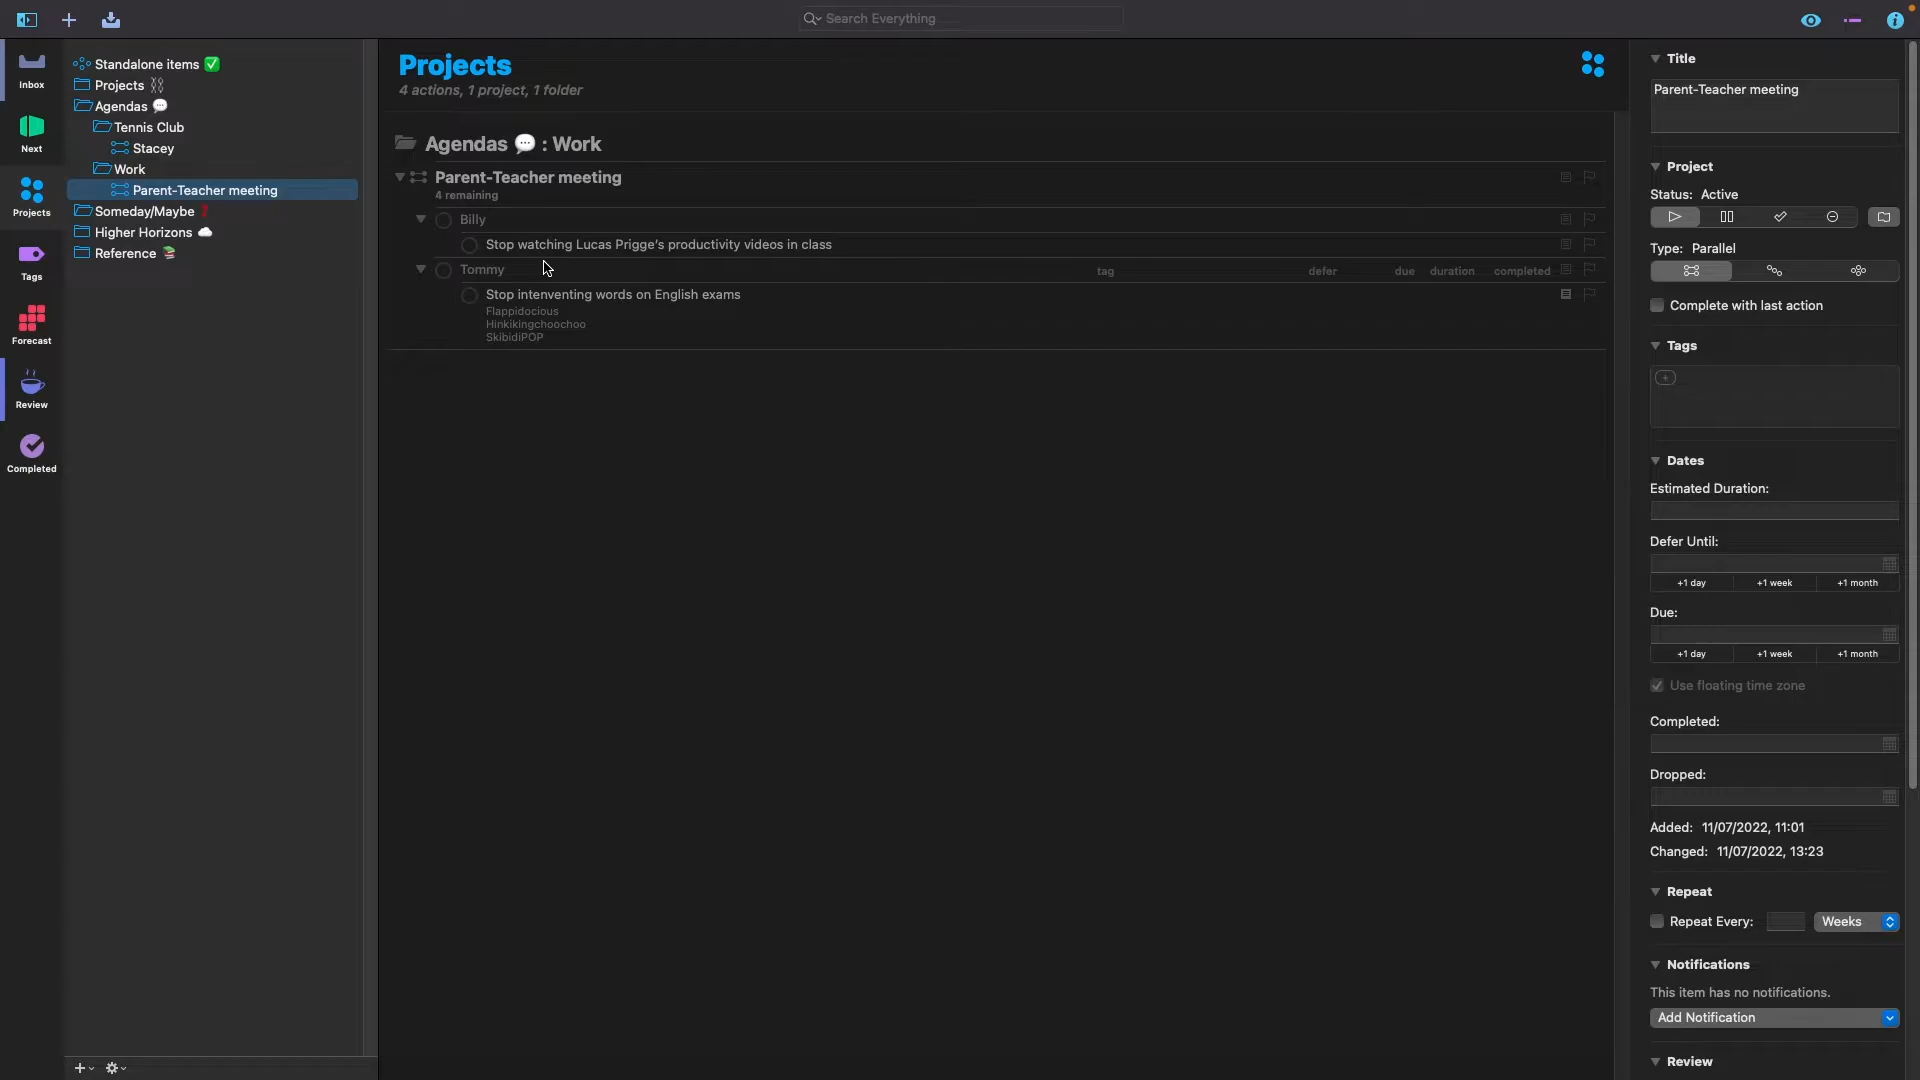 Search Everything
Inbox
Next
Projects
Tags
Forecast
Review
Completed
Standalone items ✅
Projects ⛓
Agendas 💬
Tennis Club
Stacey
Work
Parent-Teacher meeting
Someday/Maybe ❓
Higher Horizons ☁️
Reference 📚
Projects
4 actions, 1 project, 1 folder
Agendas 💬 : Work
Parent-Teacher meeting
4 remaining
Billy
Stop watching Lucas Prigge's productivity videos in class
Tommy tag defer due duration completed
Stop intenventing words on English exams
Flappidocious
Hinkikingchoochoo
SkibidiPOP
Title
Parent-Teacher meeting
Project
Status: Active
Type: Parallel
Complete with last action
Tags
Dates
Estimated Duration:
Defer Until:
+1 day +1 week +1 month
Due:
+1 day +1 week +1 month
Use floating time zone
Completed:
Dropped:
Added: 11/07/2022, 11:01
Changed: 11/07/2022, 13:23
Repeat
Repeat Every: Weeks
Notifications
This item has no notifications.
Add Notification
Review